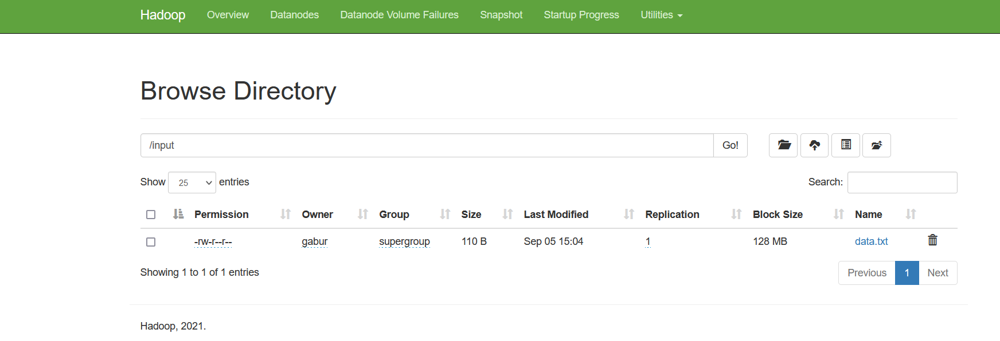 Hadoop Overview Datanodes Datanode Volume Failures Snapshot Startup Progress Utilities
Browse Directory
/input Go!
Show 25 entries Search:
Permission Owner Group Size Last Modified Replication Block Size Name
-rw-r--r-- gabur supergroup 110 B Sep 05 15:04 1 128 MB data.txt
Showing 1 to 1 of 1 entries Previous 1 Next
Hadoop, 2021.